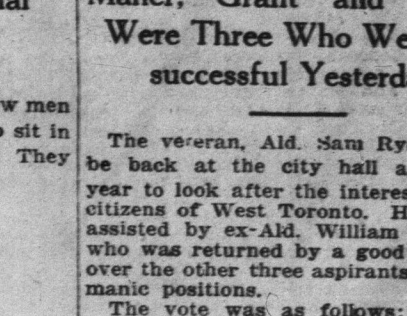 Grant and
Were Three Who We
successful Yesterd
w men
sit in
They
The veteran, Ald. Sam Ry
be back at the city hall a
year to look after the interes
citizens of West Toronto. H
assisted by ex-Ald. William
who was returned by a good
over the other three aspirants
manic positions.
The vote was as follows: